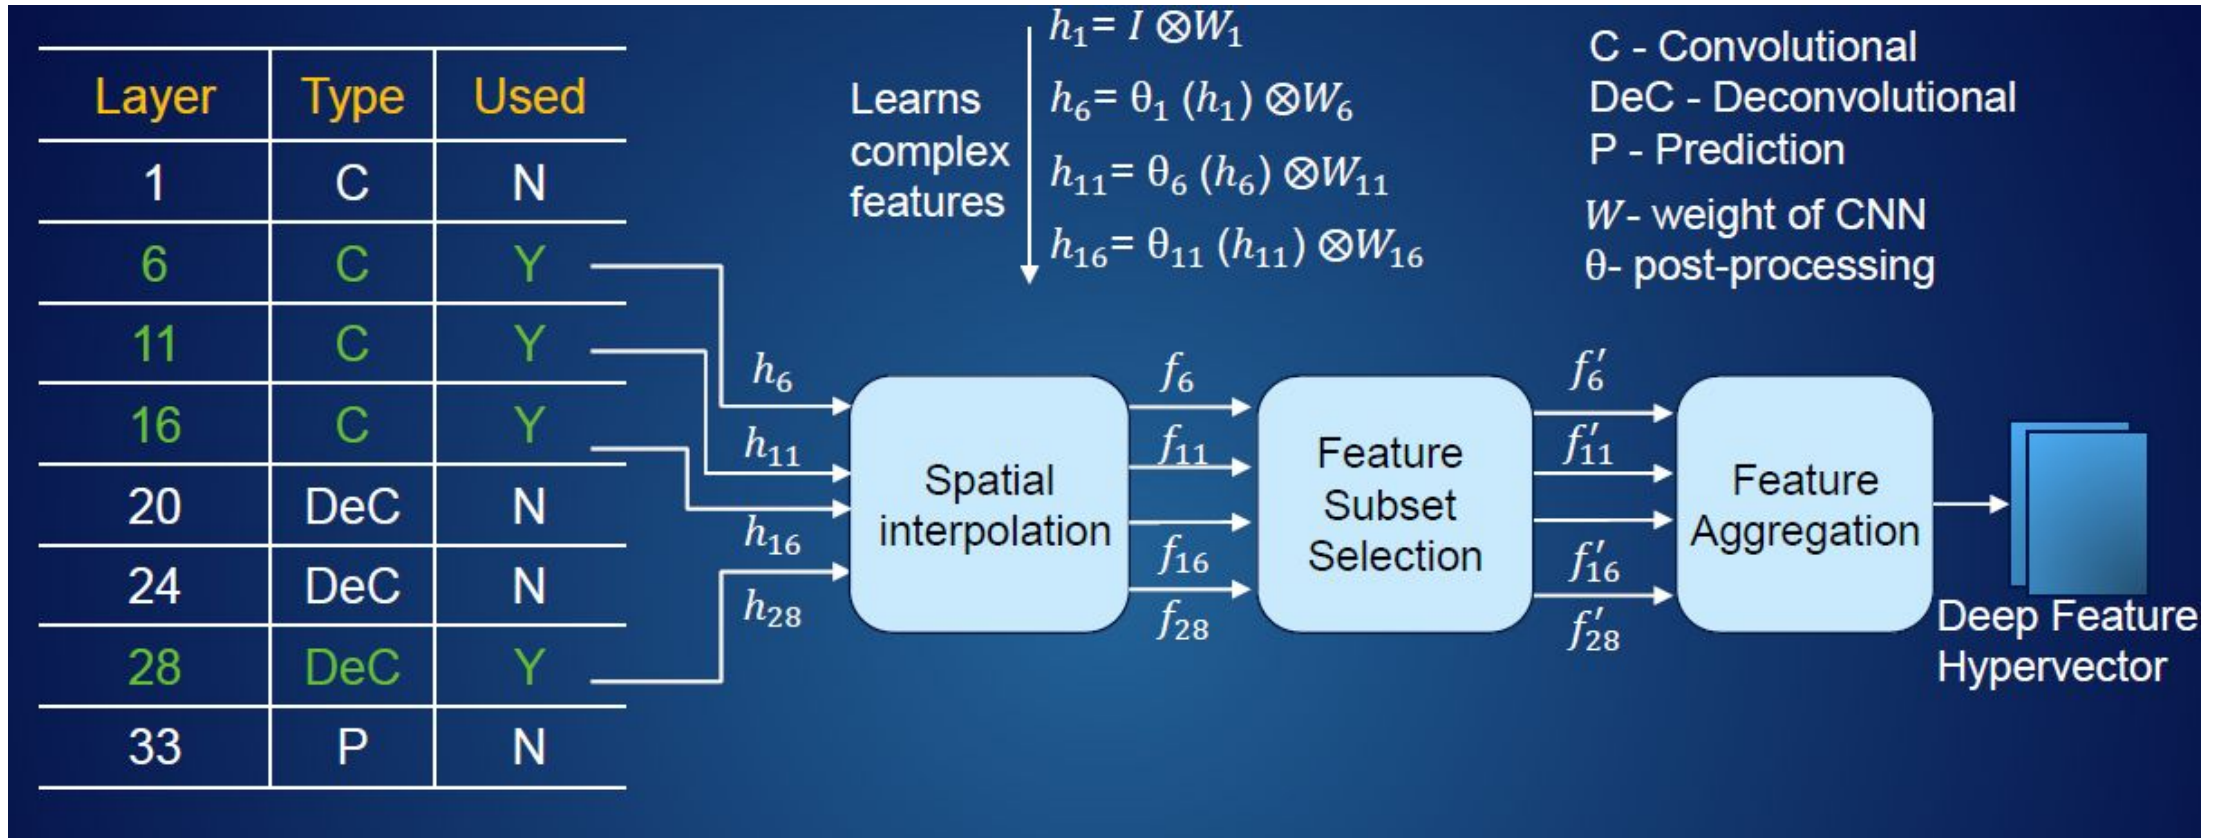 Layer Type Used
1 C N
6 C Y
11 C Y
16 C Y
20 DeC N
24 DeC N
28 DeC Y
33 P N
Learns
complex
features
h₁= I ⊗W₁
h₆= θ₁ (h₁) ⊗W₆
h₁₁= θ₆ (h₆) ⊗W₁₁
h₁₆= θ₁₁ (h₁₁) ⊗W₁₆
C - Convolutional
DeC - Deconvolutional
P - Prediction
W- weight of CNN
θ- post-processing
h₆
h₁₁
h₁₆
h₂₈
Spatial
interpolation
f₆
f₁₁
f₁₆
f₂₈
Feature
Subset
Selection
f′₆
f′₁₁
f′₁₆
f′₂₈
Feature
Aggregation
Deep Feature
Hypervector